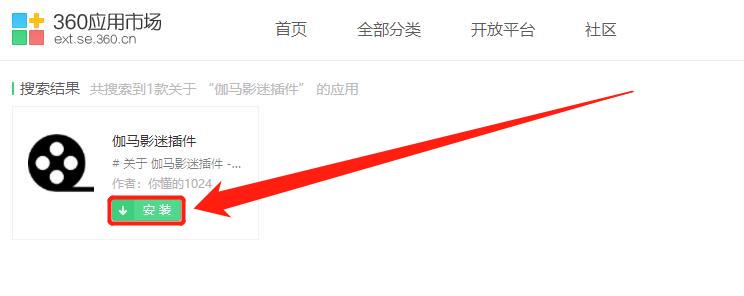 360应用市场
ext.se.360.cn
首页 全部分类 开放平台 社区
搜索结果 共搜索到1款关于 “伽马影迷插件” 的应用
伽马影迷插件
# 关于 伽马影迷插件 -...
作者：你懂的1024
安装